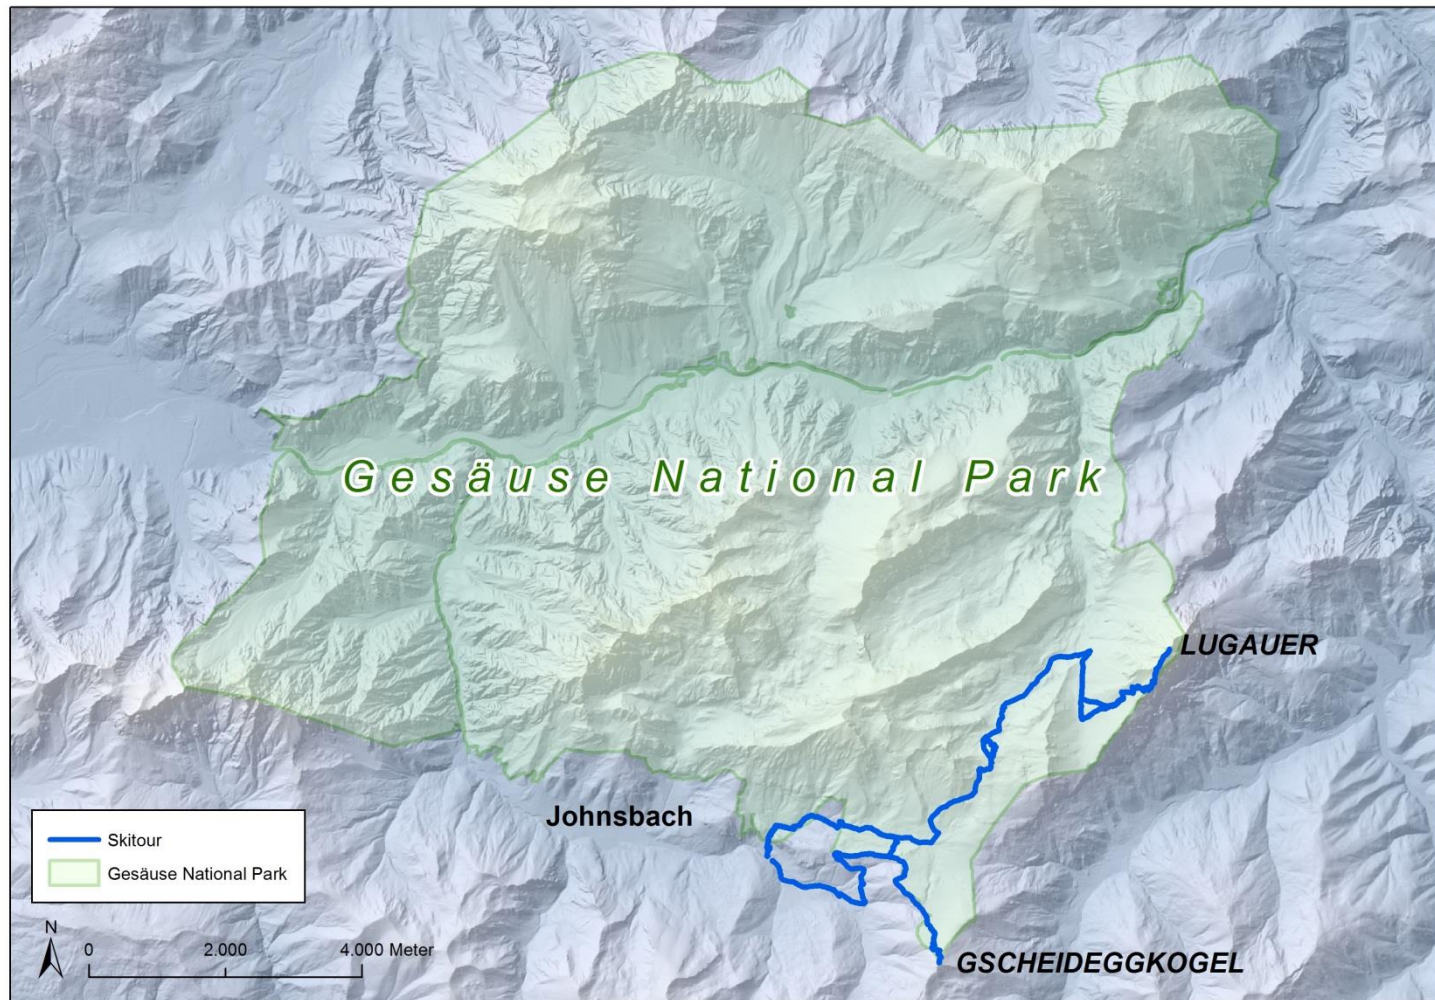 Gesäuse National Park
LUGAUER
Johnsbach
Skitour
Gesäuse National Park
N
0 2.000 4.000 Meter
GSCHEIDEGGKOGEL